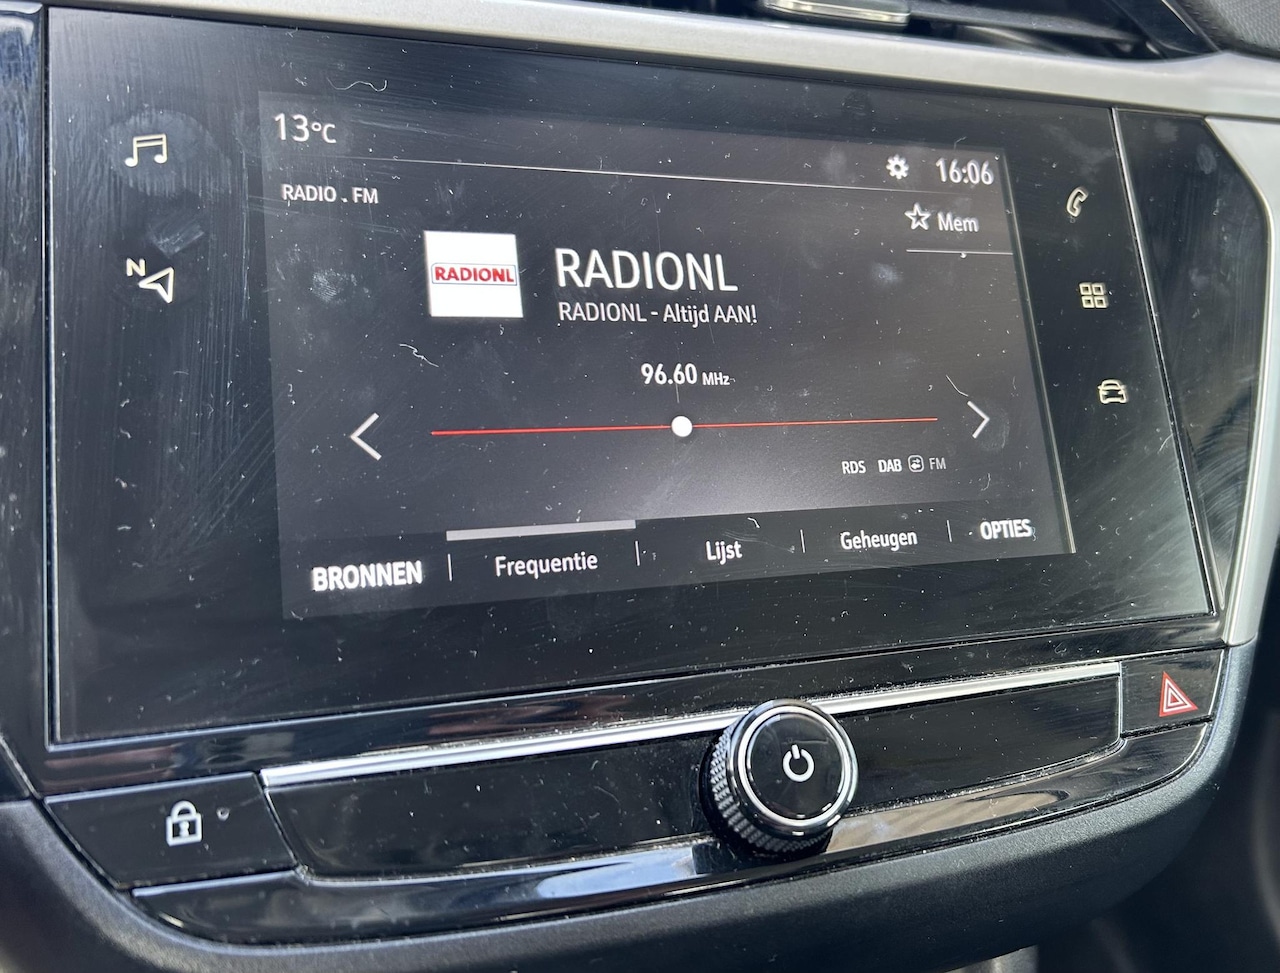 13°C
16:06
RADIO . FM
Mem
RADIONL
RADIONL
RADIONL - Altijd AAN!
N
96.60 MHz
RDS DAB FM
BRONNEN
Frequentie
Lijst
Geheugen
OPTIES